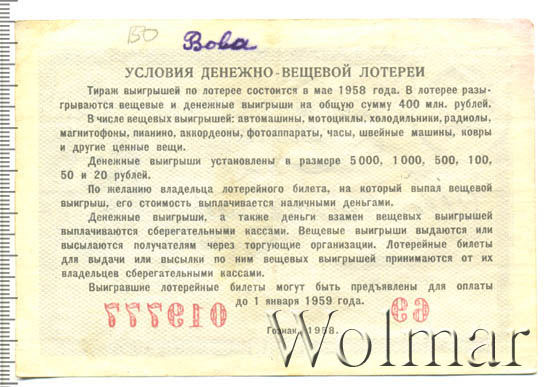 Вова
УСЛОВИЯ ДЕНЕЖНО-ВЕЩЕВОЙ ЛОТЕРЕИ
Тираж выигрышей по лотерее состоится в мае 1958 года. В лотерее разы-
грываются вещевые и денежные выигрыши на общую сумму 400 млн. рублей.
В числе вещевых выигрышей: автомашины, мотоциклы, холодильники, радиолы,
магнитофоны, пианино, аккордеоны, фотоаппараты, часы, швейные машины, ковры
и другие ценные вещи.
Денежные выигрыши установлены в размере 5 000, 1 000, 500, 100,
50 и 20 рублей.
По желанию владельца лотерейного билета, на который выпал вещевой
выигрыш, его стоимость выплачивается наличными деньгами.
Денежные выигрыши, а также деньги взамен вещевых выигрышей
выплачиваются сберегательными кассами. Вещевые выигрыши выдаются или
высылаются получателям через торгующие организации. Лотерейные билеты
для выдачи или высылки по ним вещевых выигрышей принимаются от их
владельцев сберегательными кассами.
Выигравшие лотерейные билеты могут быть предъявлены для оплаты
до 1 января 1959 года.
Гознак, 1958.
Wolmar